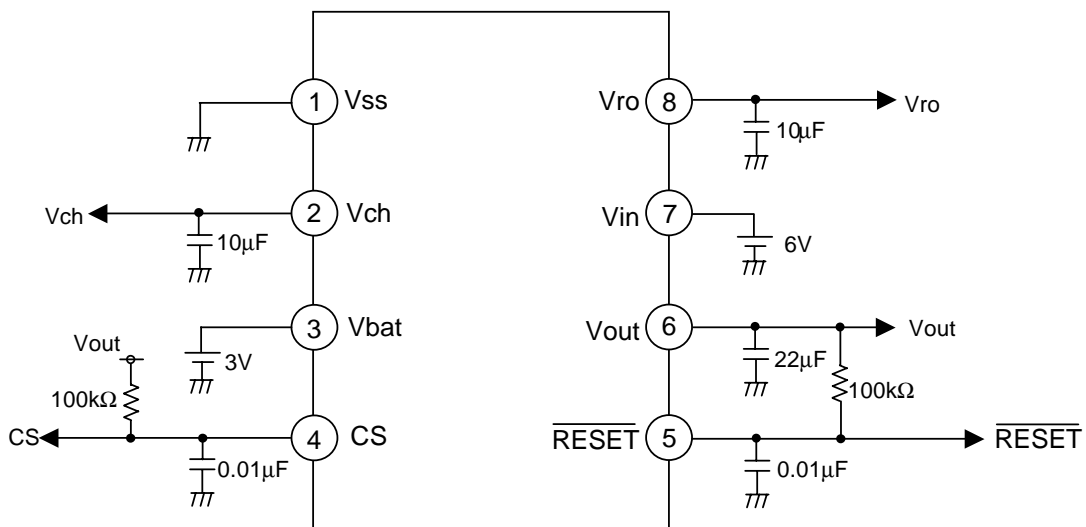 1 Vss
Vro 8
Vro
10μF
Vch
2 Vch
10μF
Vin 7
6V
3 Vbat
3V
Vout 6
Vout
22μF
100kΩ
Vout
100kΩ
CS
4 CS
0.01μF
RESET 5
RESET
0.01μF